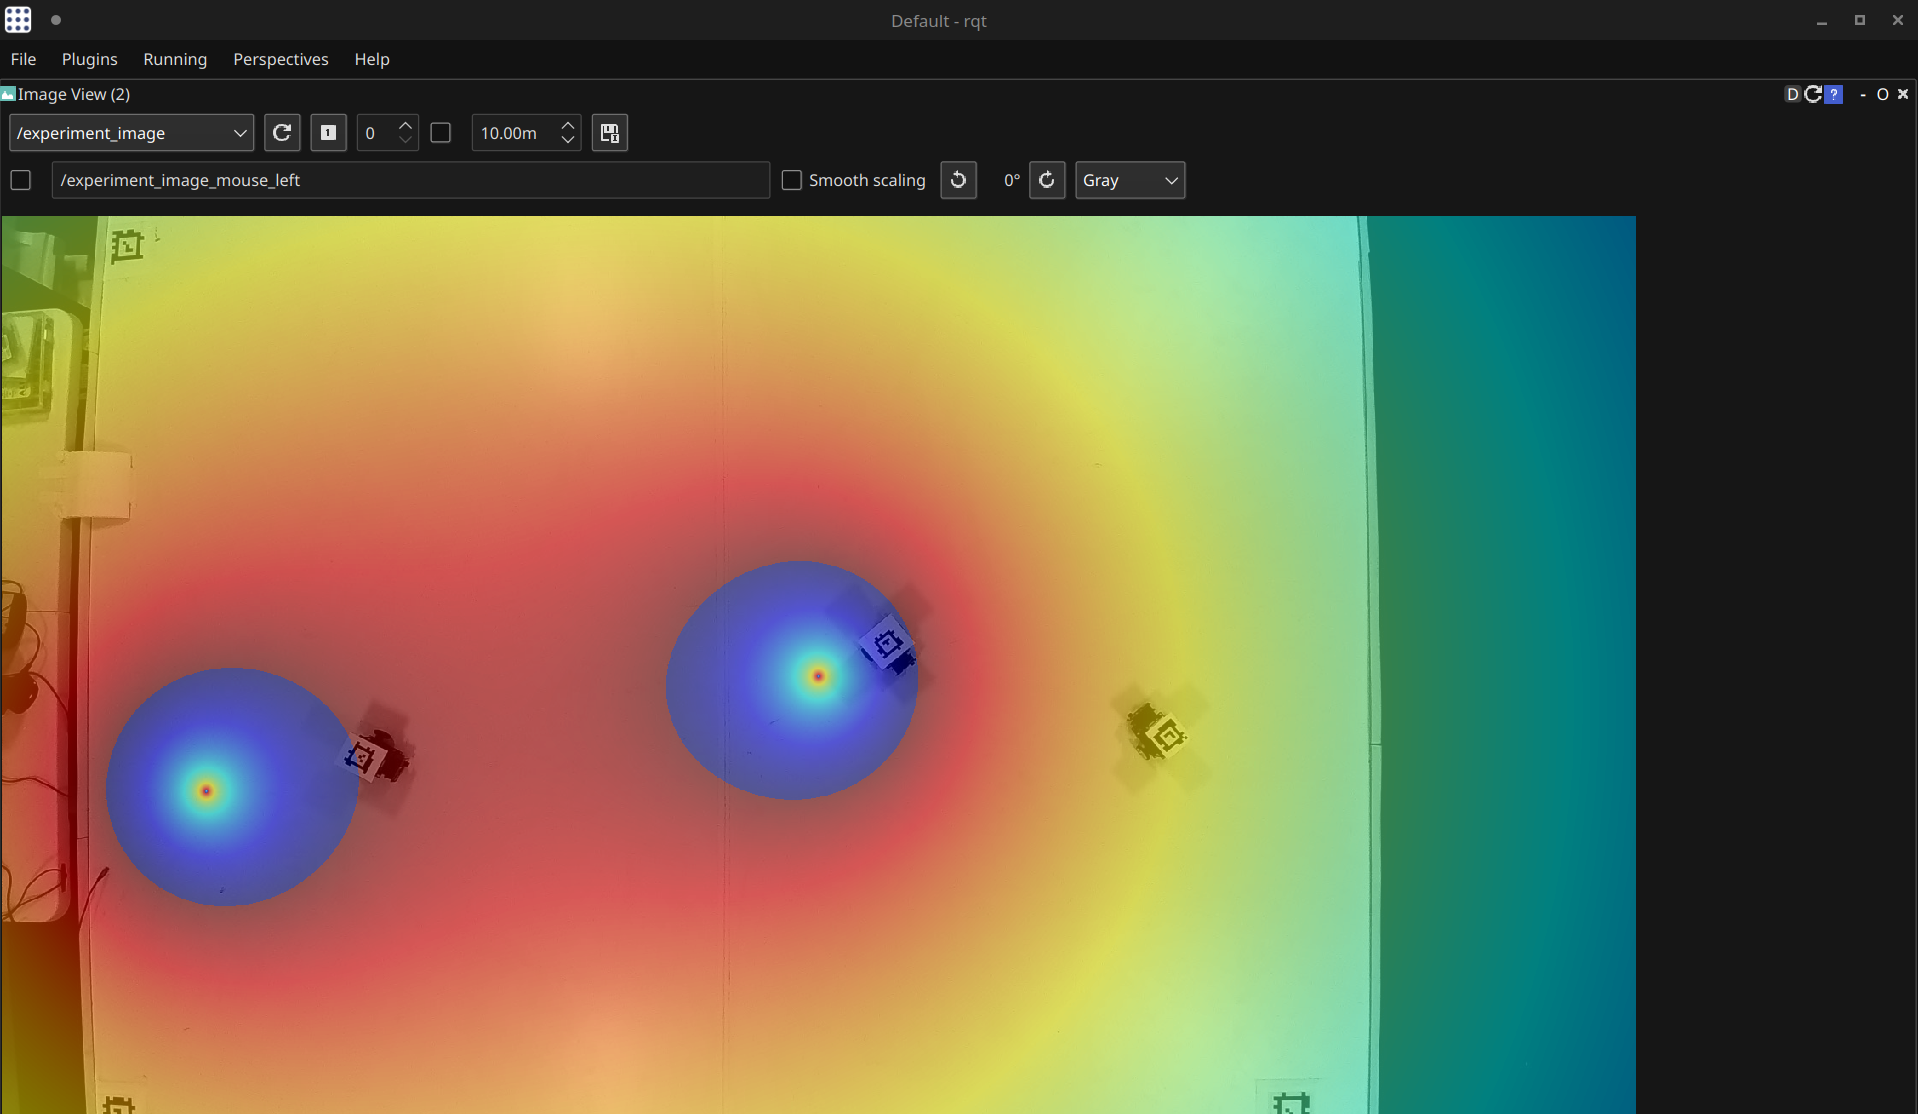 Default - rqt
File Plugins Running Perspectives Help
Image View (2) D ? - O ×
/experiment_image 1 0 10.00m
/experiment_image_mouse_left Smooth scaling 0° Gray